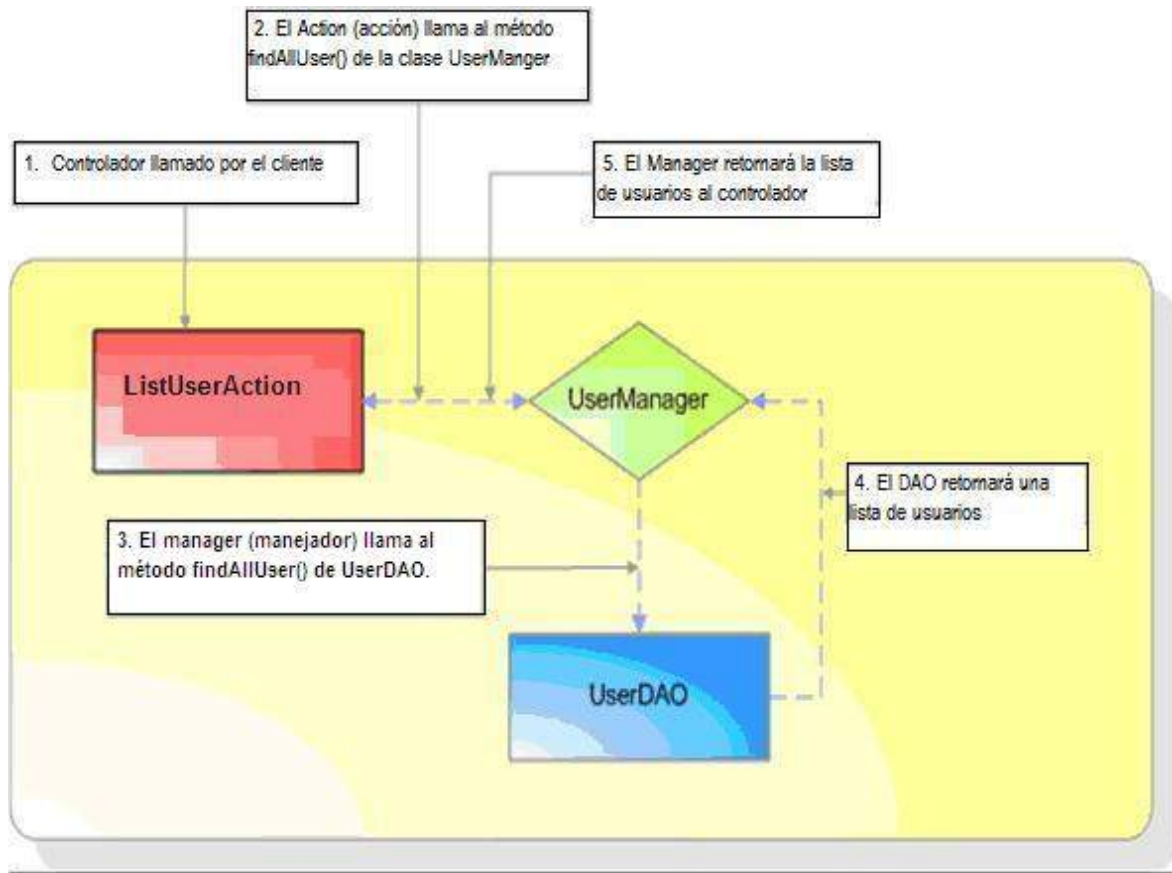 2. El Action (acción) llama al método
findAllUser() de la clase UserManger
1. Controlador llamado por el cliente
5. El Manager retornará la lista
de usuarios al controlador
ListUserAction
UserManager
4. El DAO retornará una
lista de usuarios
3. El manager (manejador) llama al
método findAllUser() de UserDAO.
UserDAO